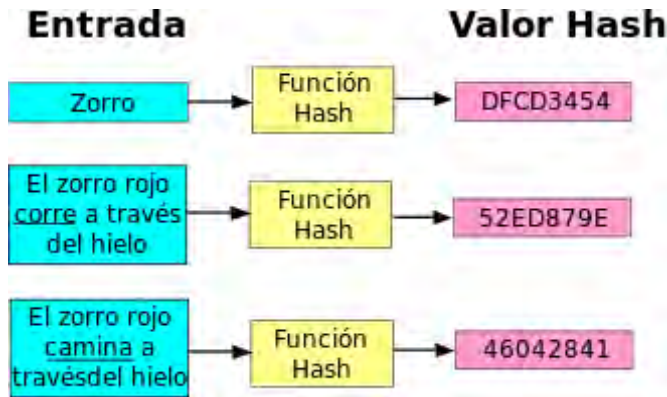 Entrada Valor Hash
Zorro
Función
Hash
DFCD3454
El zorro rojo
corre a través
del hielo
Función
Hash
52ED879E
El zorro rojo
camina a
travésdel hielo
Función
Hash
46042841